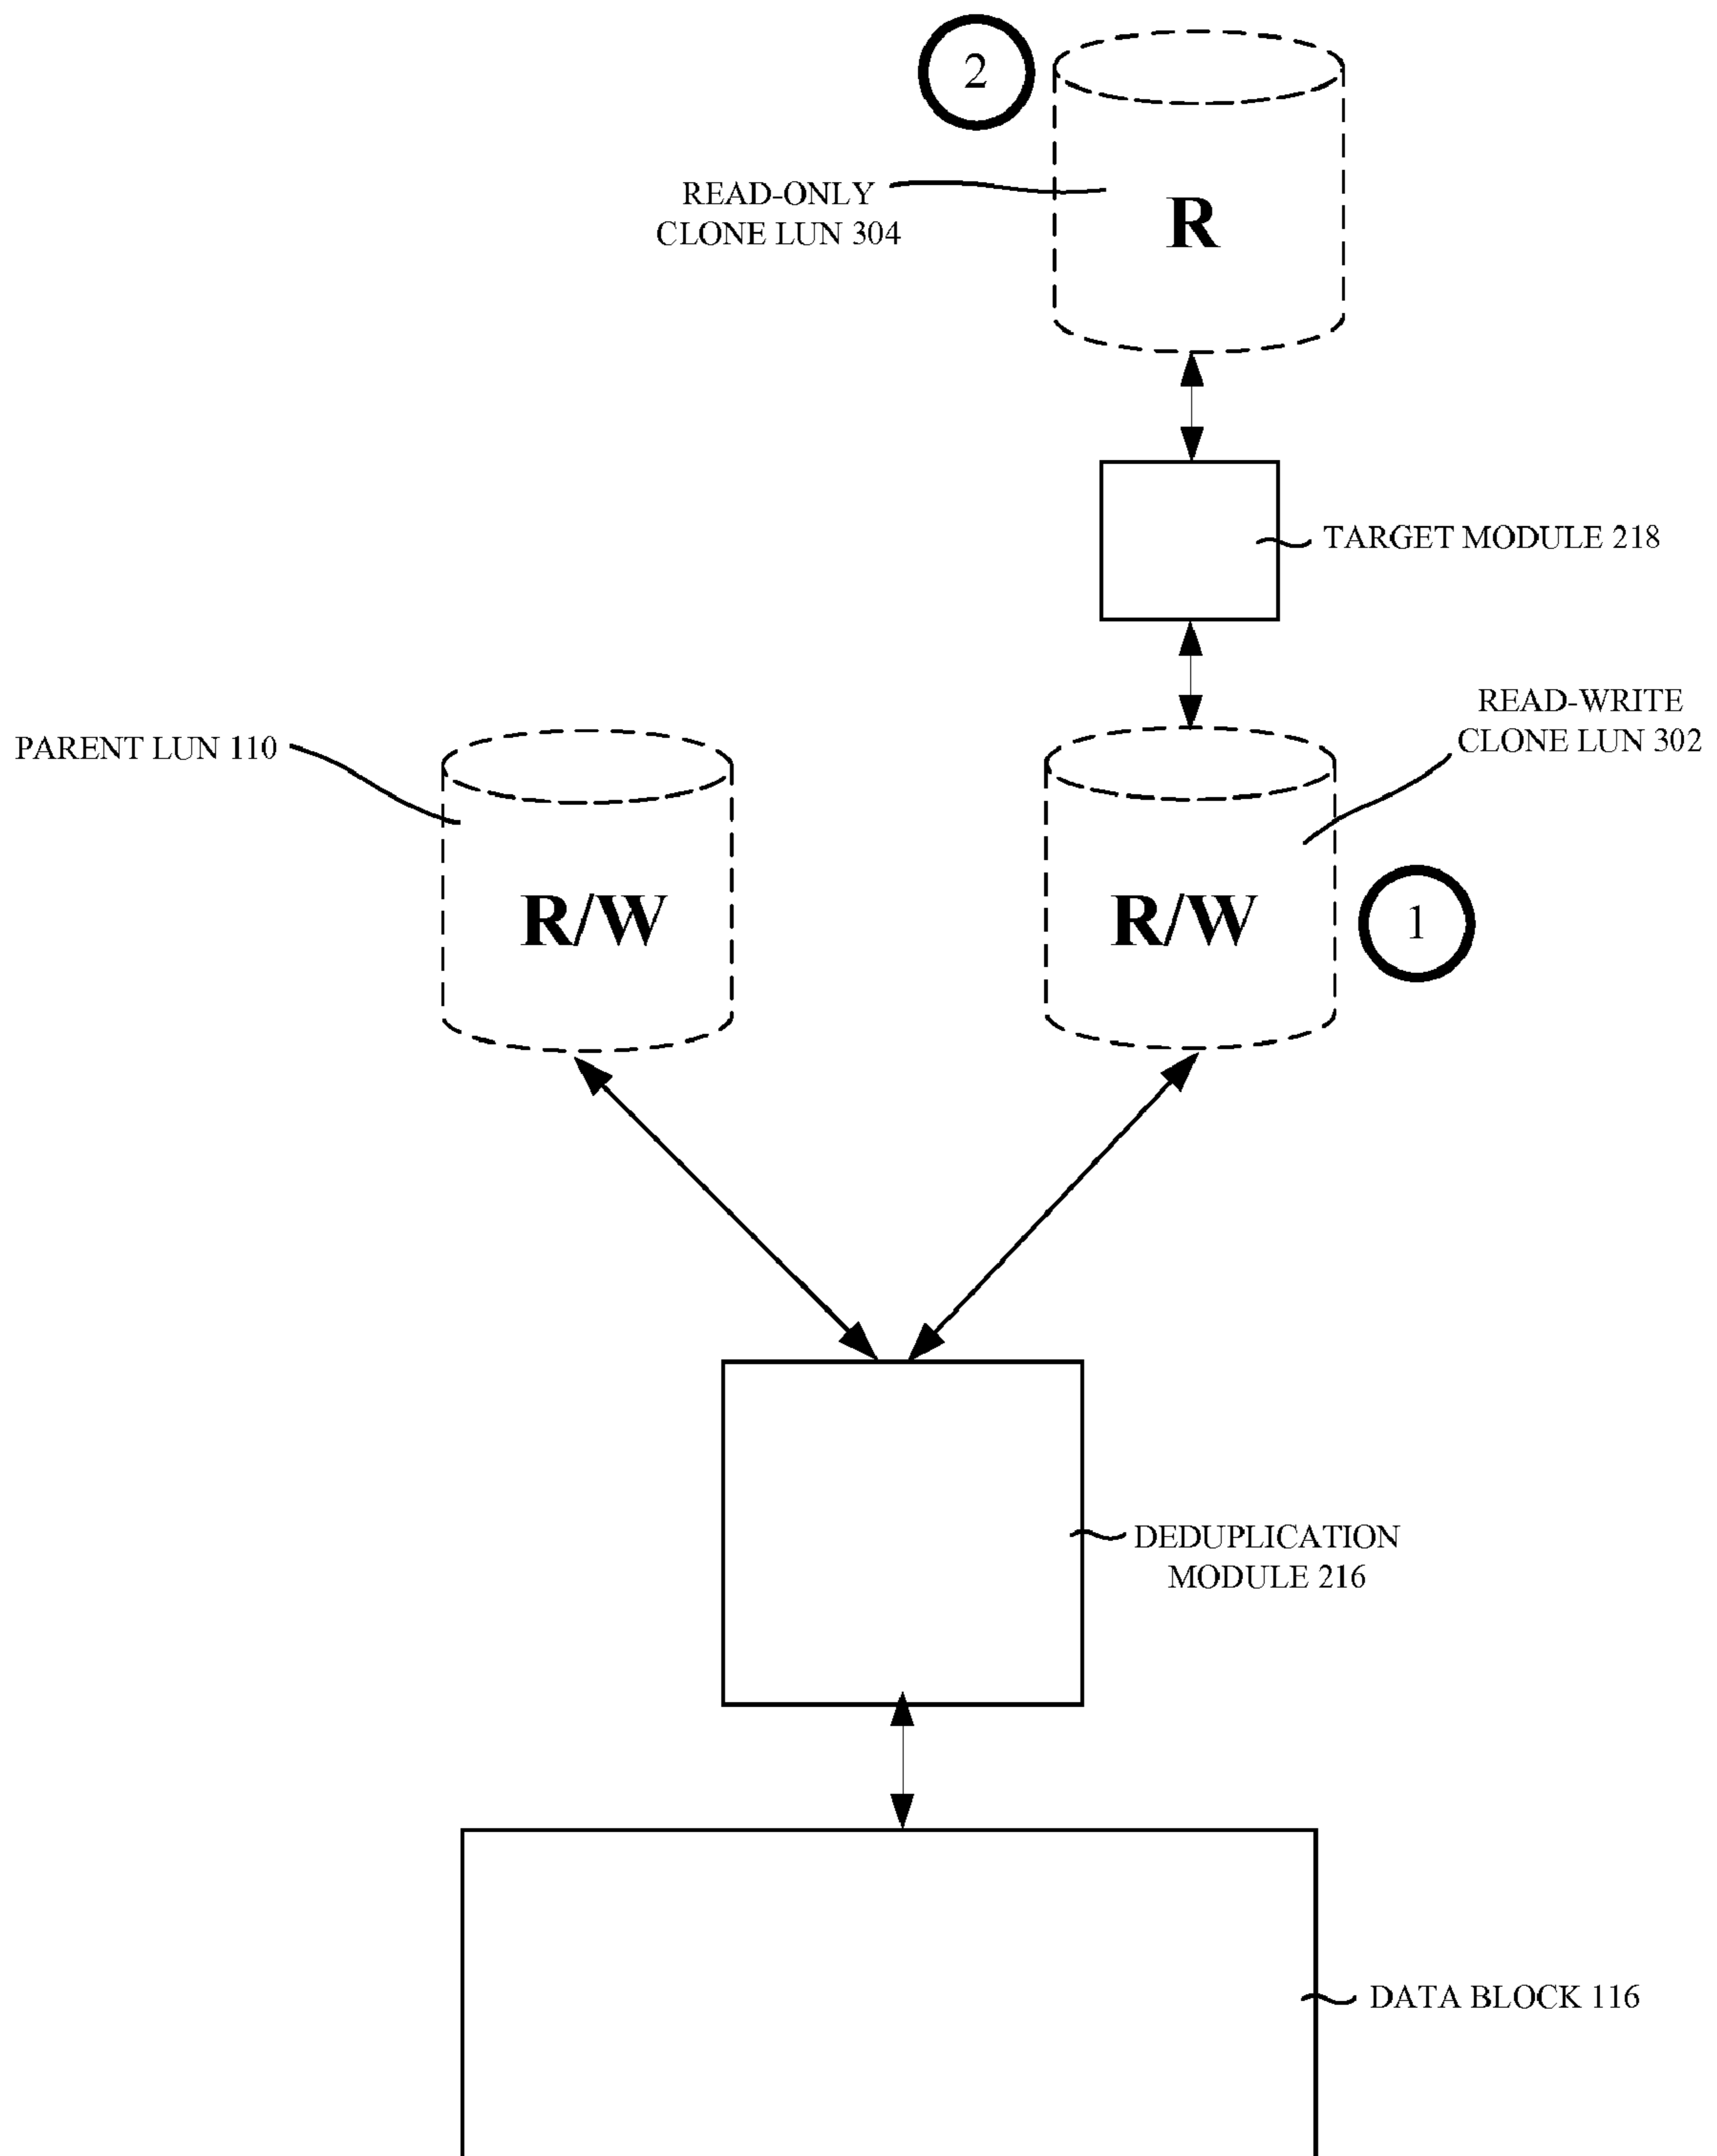 2
READ-ONLY
CLONE LUN 304
R
TARGET MODULE 218
READ-WRITE
CLONE LUN 302
PARENT LUN 110
R/W
R/W
1
DEDUPLICATION
MODULE 216
DATA BLOCK 116